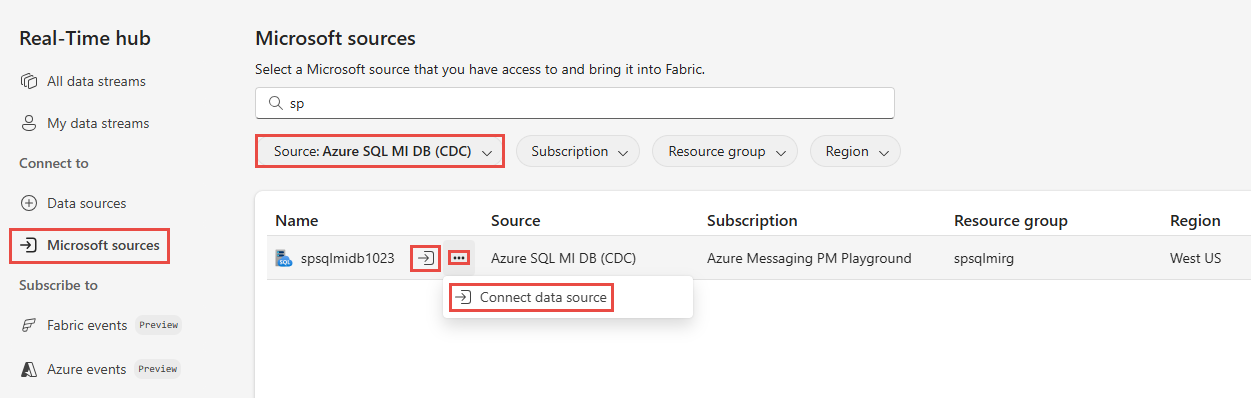 Real-Time hub
All data streams
My data streams
Connect to
Data sources
Microsoft sources
Subscribe to
Fabric events Preview
Azure events Preview
Microsoft sources
Select a Microsoft source that you have access to and bring it into Fabric.
sp
Source: Azure SQL MI DB (CDC) Subscription Resource group Region
Name Source Subscription Resource group Region
SQL spsqlmidb1023 ... Azure SQL MI DB (CDC) Azure Messaging PM Playground spsqlmirg West US
Connect data source